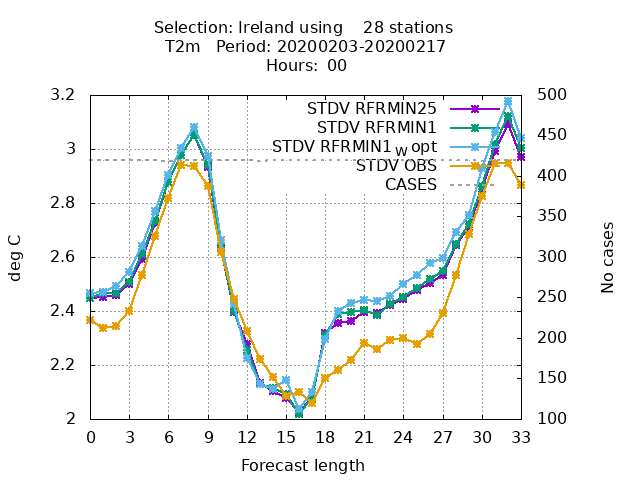 Selection: Ireland using    28 stations
T2m   Period: 20200203-20200217
Hours:  00
3.2
3
2.8
2.6
2.4
2.2
2
deg C
500
450
400
350
300
250
200
150
100
No cases
STDV RFRMIN25
STDV RFRMIN1
STDV RFRMIN1_W opt
STDV OBS
CASES
0 3 6 9 12 15 18 21 24 27 30 33
Forecast length